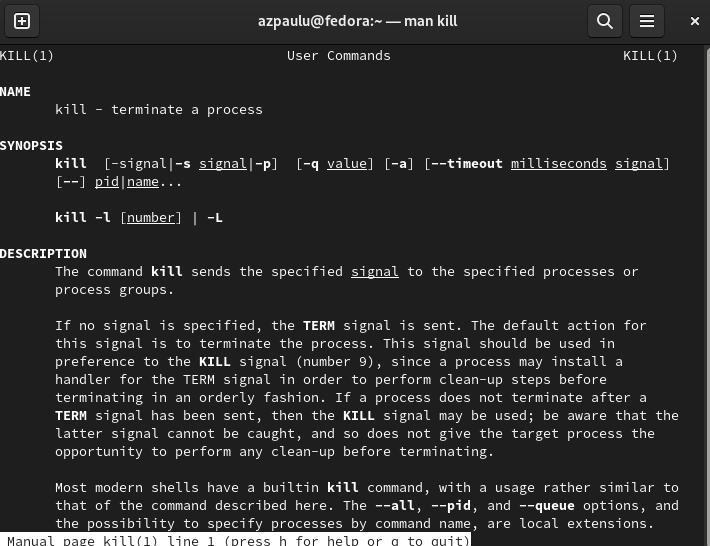 azpaulu@fedora:~ — man kill
KILL(1) User Commands KILL(1)
NAME
kill - terminate a process
SYNOPSIS
kill [-signal|-s signal|-p] [-q value] [-a] [--timeout milliseconds signal]
[--] pid|name...
kill -l [number] | -L
DESCRIPTION
The command kill sends the specified signal to the specified processes or
process groups.
If no signal is specified, the TERM signal is sent. The default action for
this signal is to terminate the process. This signal should be used in
preference to the KILL signal (number 9), since a process may install a
handler for the TERM signal in order to perform clean-up steps before
terminating in an orderly fashion. If a process does not terminate after a
TERM signal has been sent, then the KILL signal may be used; be aware that the
latter signal cannot be caught, and so does not give the target process the
opportunity to perform any clean-up before terminating.
Most modern shells have a builtin kill command, with a usage rather similar to
that of the command described here. The --all, --pid, and --queue options, and
the possibility to specify processes by command name, are local extensions.
Manual page kill(1) line 1 (press h for help or q to quit)